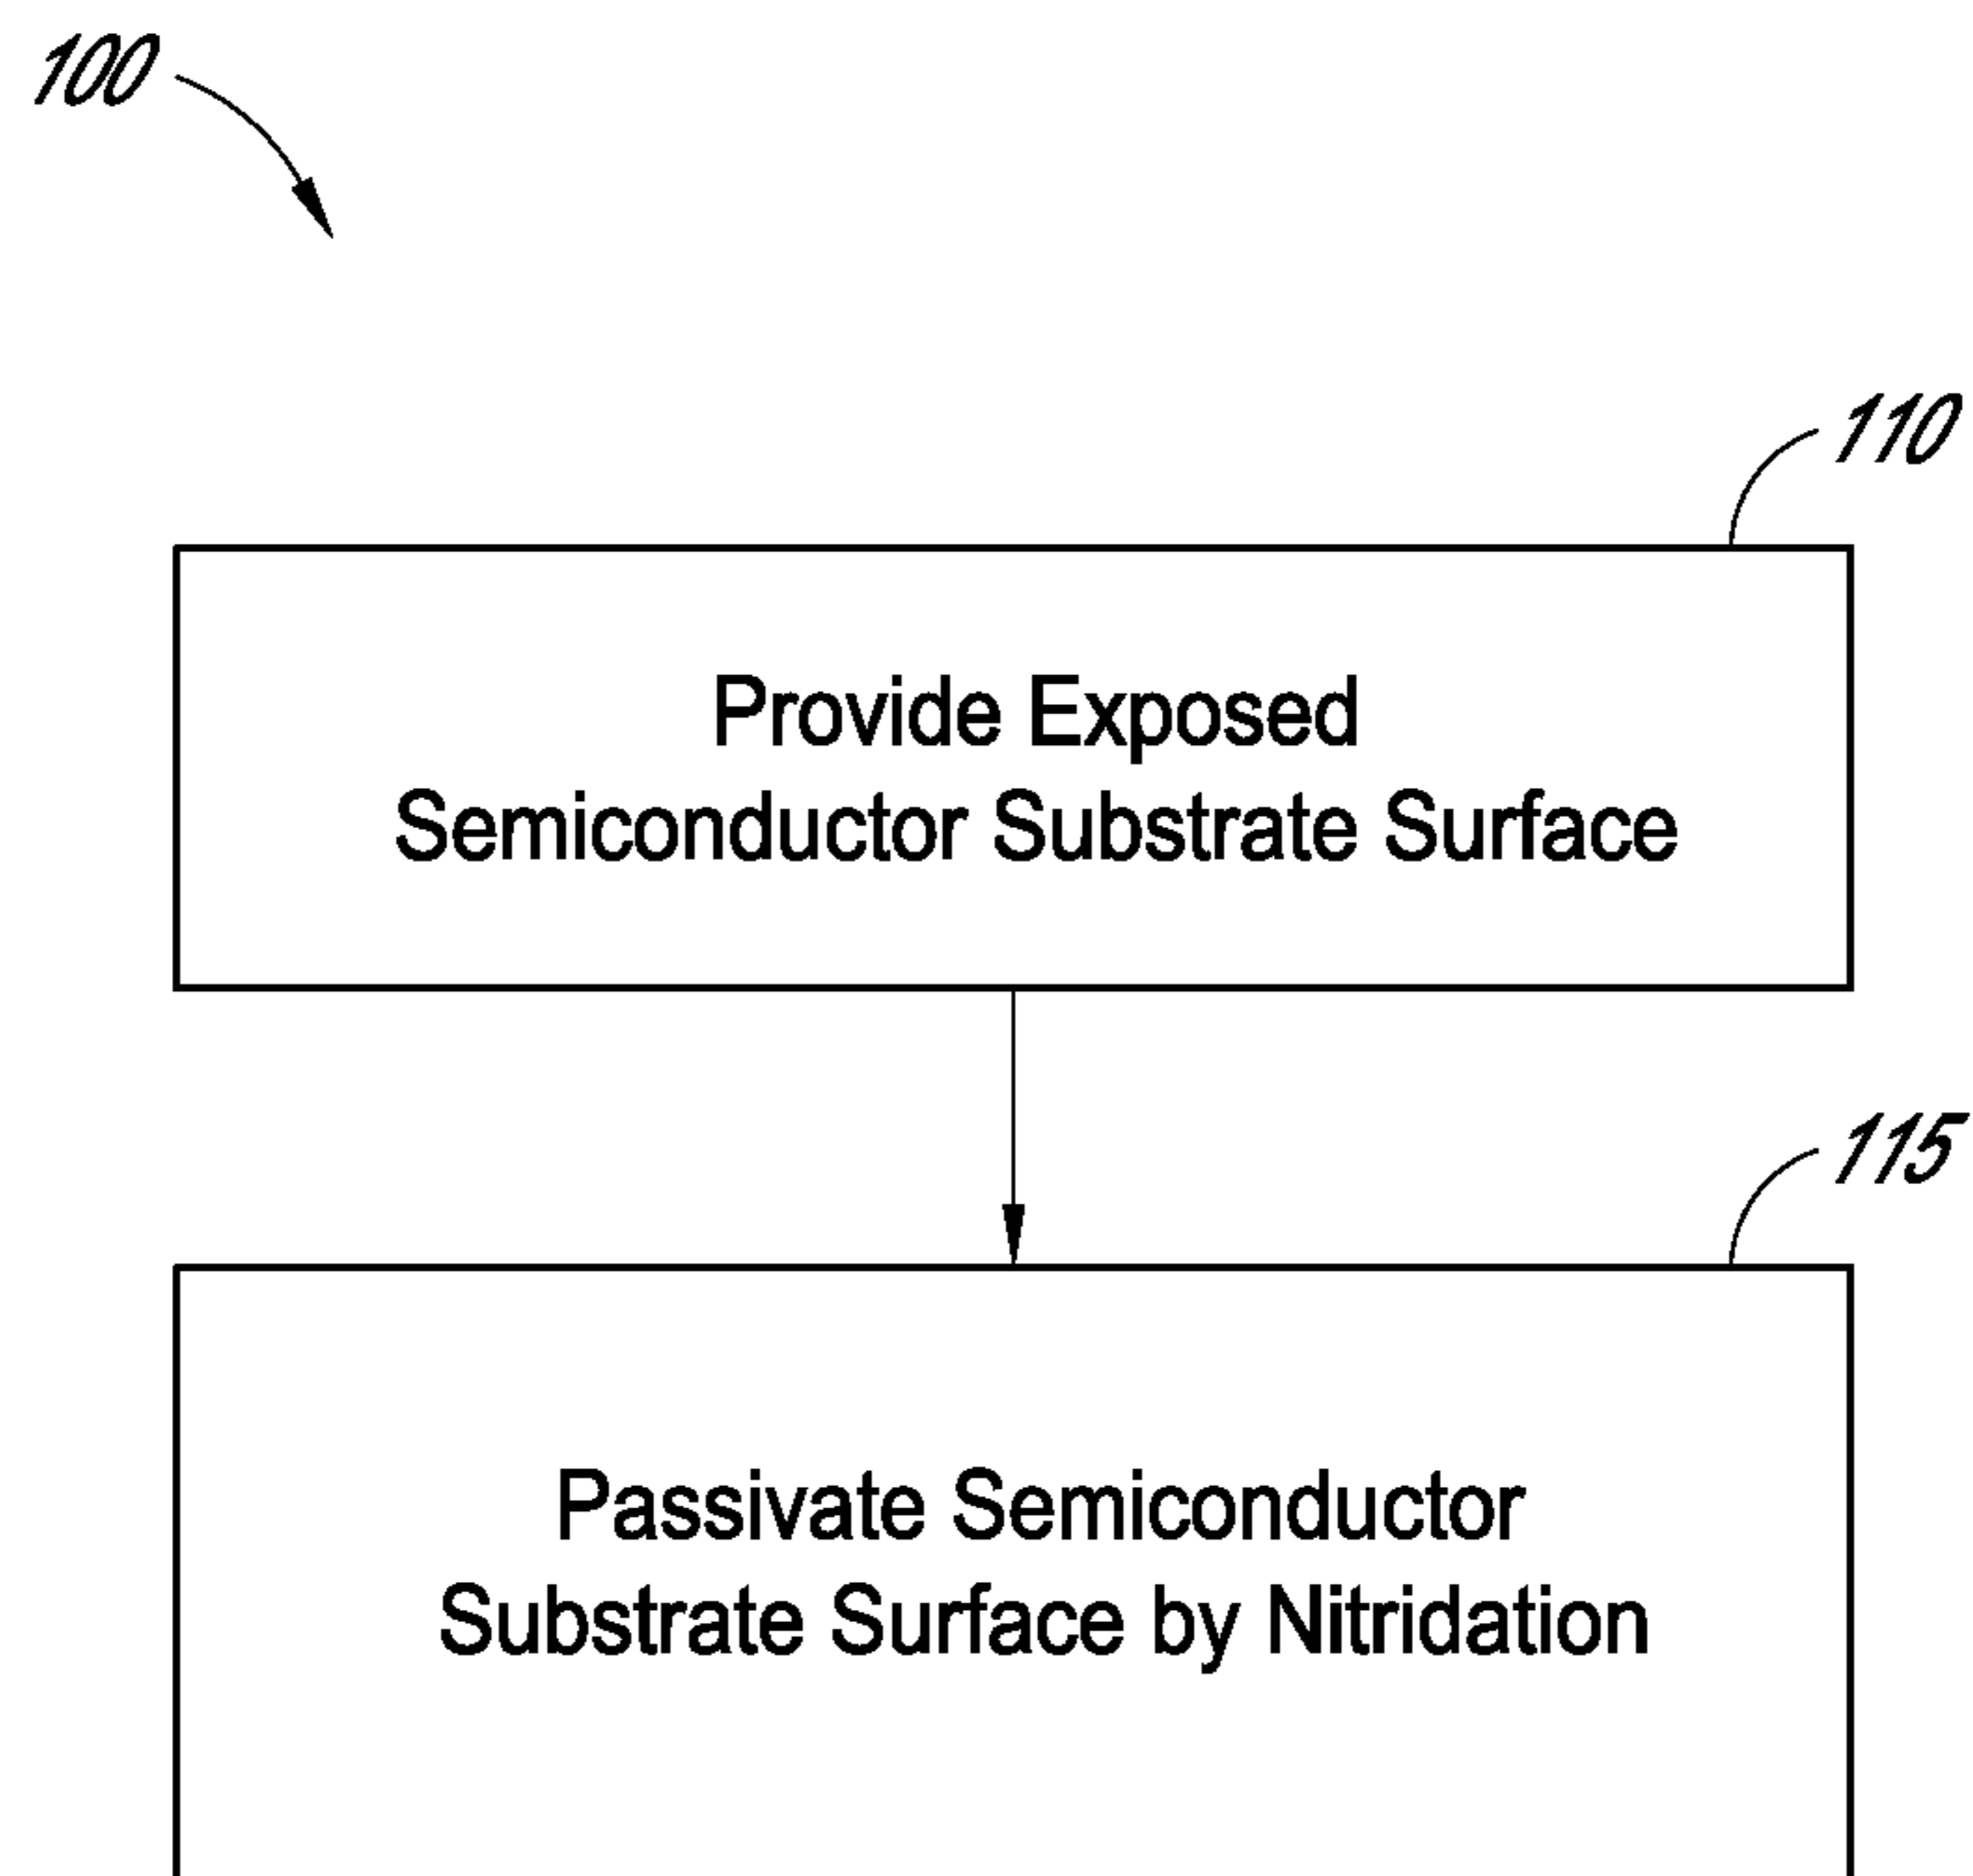 100
110
Provide Exposed
Semiconductor Substrate Surface
115
Passivate Semiconductor
Substrate Surface by Nitridation